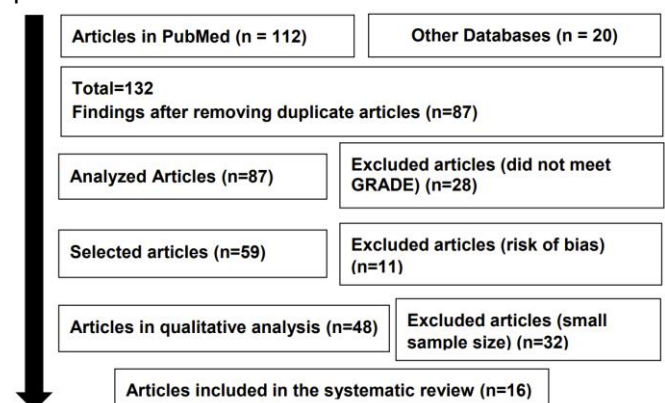 Articles in PubMed (n = 112)
Other Databases (n = 20)
Total=132
Findings after removing duplicate articles (n=87)
Analyzed Articles (n=87)
Excluded articles (did not meet
GRADE) (n=28)
Selected articles (n=59)
Excluded articles (risk of bias)
(n=11)
Articles in qualitative analysis (n=48)
Excluded articles (small
sample size) (n=32)
Articles included in the systematic review (n=16)